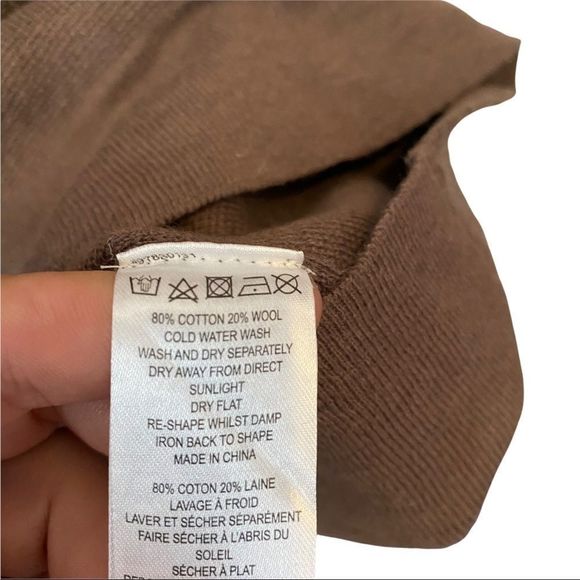 80% COTTON 20% WOOL
COLD WATER WASH
WASH AND DRY SEPARATELY
DRY AWAY FROM DIRECT
SUNLIGHT
DRY FLAT
RE-SHAPE WHILST DAMP
IRON BACK TO SHAPE
MADE IN CHINA
80% COTON 20% LAINE
LAVAGE À FROID
LAVER ET SÉCHER SÉPARÉMENT
FAIRE SÉCHER À L'ABRIS DU
SOLEIL
SÉCHER À PLAT